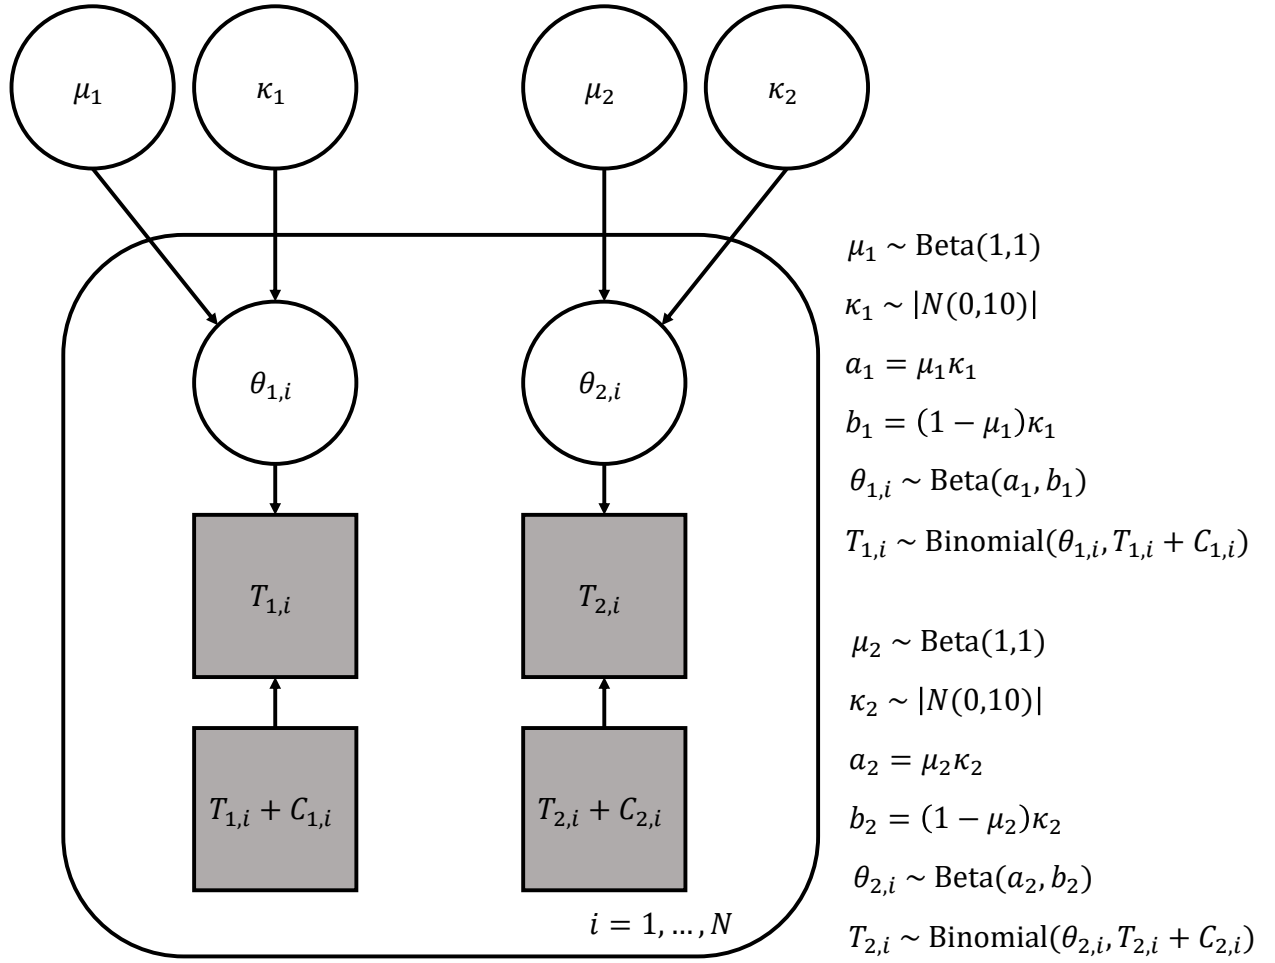 μ₁ κ₁ μ₂ κ₂
θ₁,ᵢ θ₂,ᵢ
T₁,ᵢ T₂,ᵢ
T₁,ᵢ + C₁,ᵢ T₂,ᵢ + C₂,ᵢ
i = 1, … , N
μ₁ ~ Beta(1,1)
κ₁ ~ |N(0,10)|
a₁ = μ₁κ₁
b₁ = (1 − μ₁)κ₁
θ₁,ᵢ ~ Beta(a₁, b₁)
T₁,ᵢ ~ Binomial(θ₁,ᵢ, T₁,ᵢ + C₁,ᵢ)
μ₂ ~ Beta(1,1)
κ₂ ~ |N(0,10)|
a₂ = μ₂κ₂
b₂ = (1 − μ₂)κ₂
θ₂,ᵢ ~ Beta(a₂, b₂)
T₂,ᵢ ~ Binomial(θ₂,ᵢ, T₂,ᵢ + C₂,ᵢ)